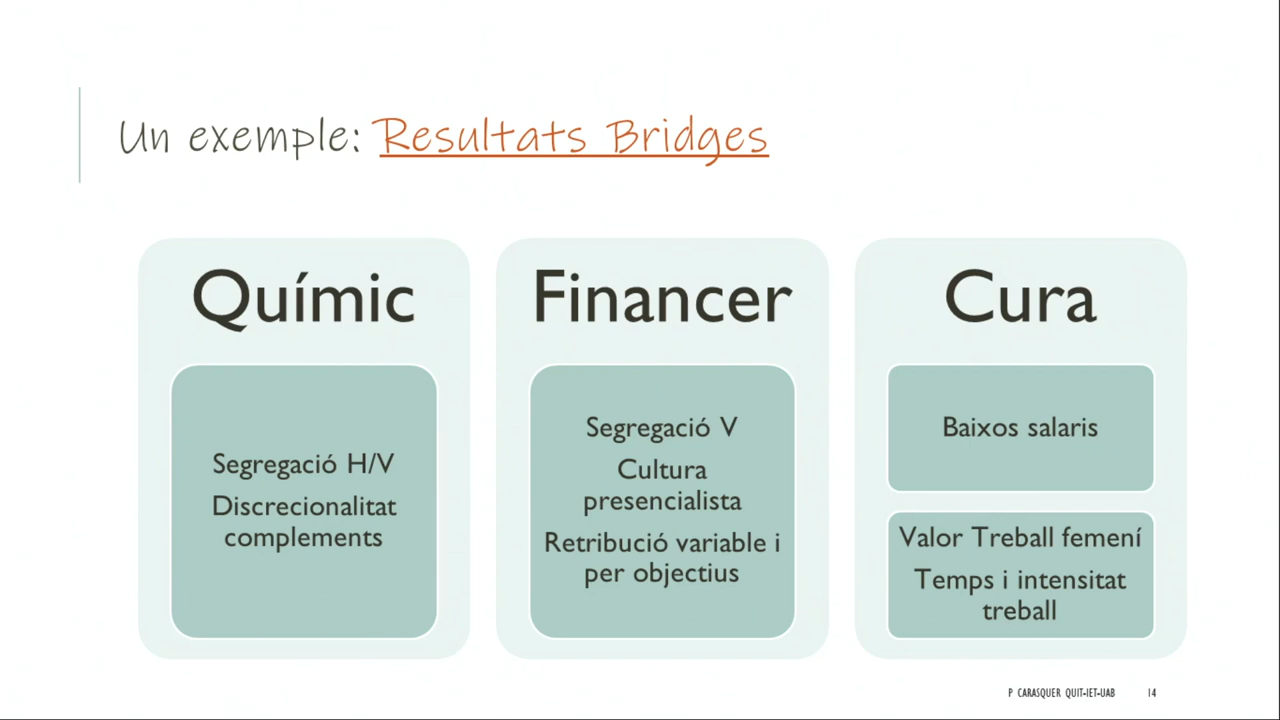 Un exemple: Resultats Bridges
Químic
Segregació H/V
Discrecionalitat
complements
Financer
Segregació V
Cultura
presencialista
Retribució variable i
per objectius
Cura
Baixos salaris
Valor Treball femení
Temps i intensitat
treball
P CARASQUER QUIT-IET-UAB
14